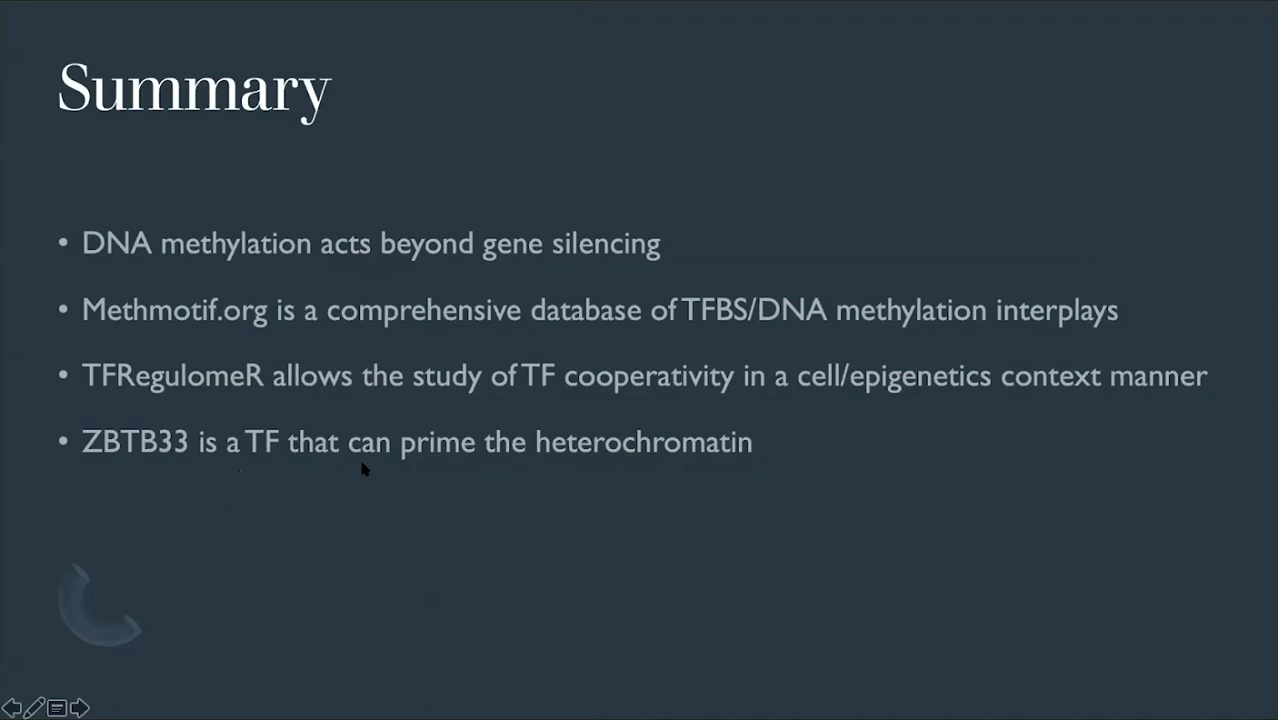 Summary
• DNA methylation acts beyond gene silencing
• Methmotif.org is a comprehensive database of TFBS/DNA methylation interplays
• TFRegulomeR allows the study of TF cooperativity in a cell/epigenetics context manner
• ZBTB33 is a TF that can prime the heterochromatin